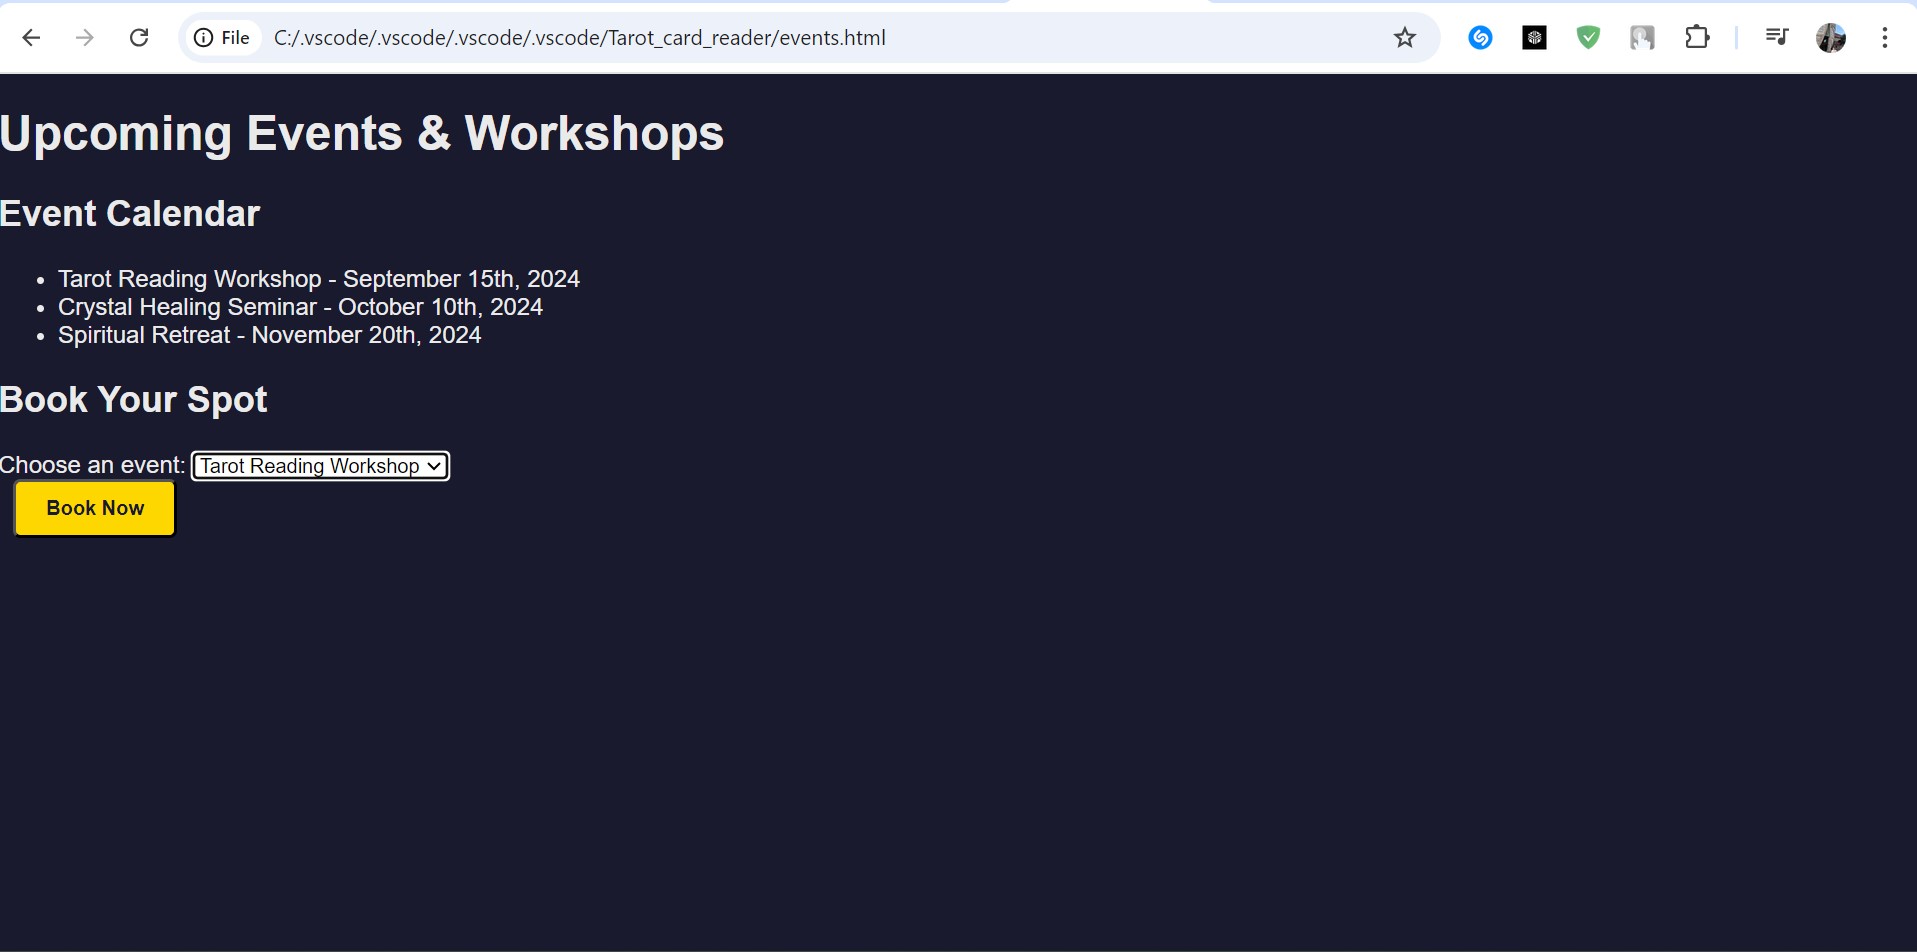 File C:/.vscode/.vscode/.vscode/.vscode/Tarot_card_reader/events.html
Upcoming Events & Workshops
Event Calendar
• Tarot Reading Workshop - September 15th, 2024
• Crystal Healing Seminar - October 10th, 2024
• Spiritual Retreat - November 20th, 2024
Book Your Spot
Choose an event: Tarot Reading Workshop
Book Now